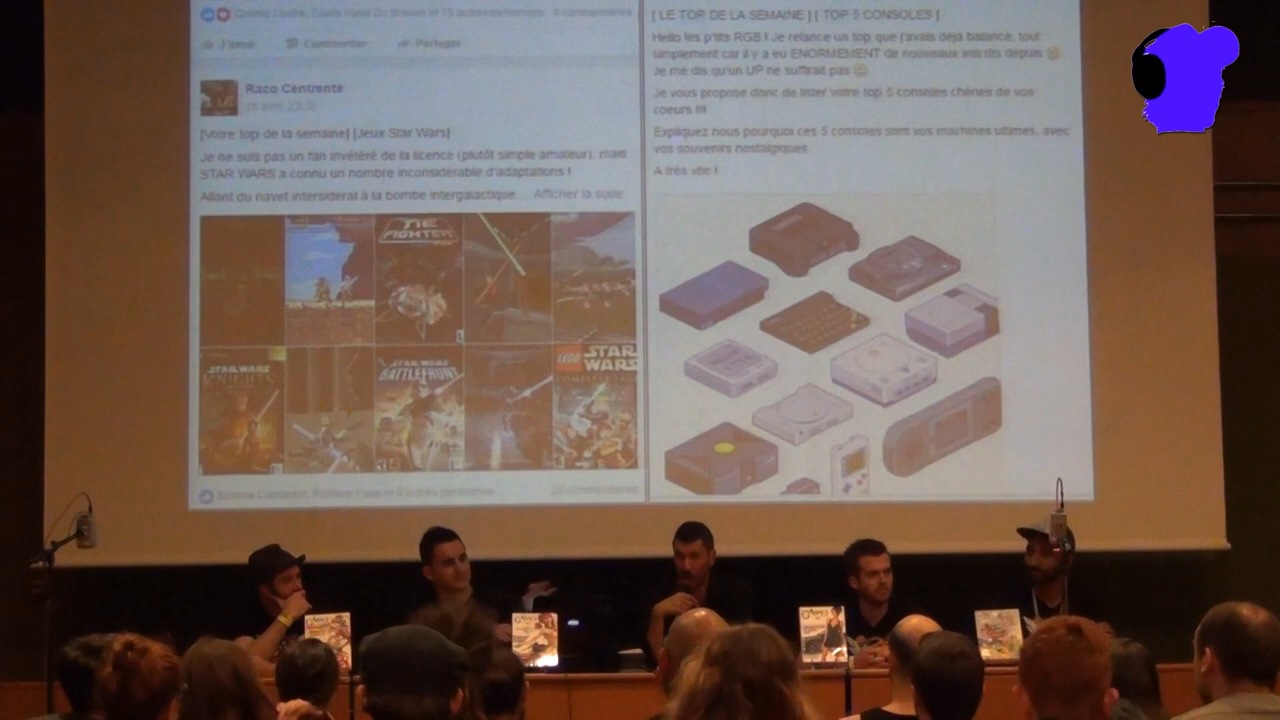 15 autres personnes 3 commentaires
J'aime Commenter Partager
Raco Centrente
[Votre top de la semaine] [Jeux Star Wars]
Je ne suis pas un fan invétéré de la licence (plutôt simple amateur), mais
STAR WARS a connu un nombre inconsidérable d'adaptations !
Allant du navet intersidéral à la bombe intergalactique... Afficher la suite
TIE
FIGHTER
STAR WARS
KNIGHTS
STAR WARS
BATTLEFRONT
LEGO STAR
WARS
[ LE TOP DE LA SEMAINE ] [ TOP 5 CONSOLES ]
Hello les p'tits RGB ! Je relance un top que j'avais déjà balancé, tout
simplement car il y a eu ENORMEMENT de nouveaux inscrits depuis
Je me dis qu'un UP ne suffirait pas
Je vous propose donc de lister votre top 5 consoles chéries de vos
coeurs !!!
Expliquez nous pourquoi ces 5 consoles sont vos machines ultimes, avec
vos souvenirs nostalgiques.
A très vite !